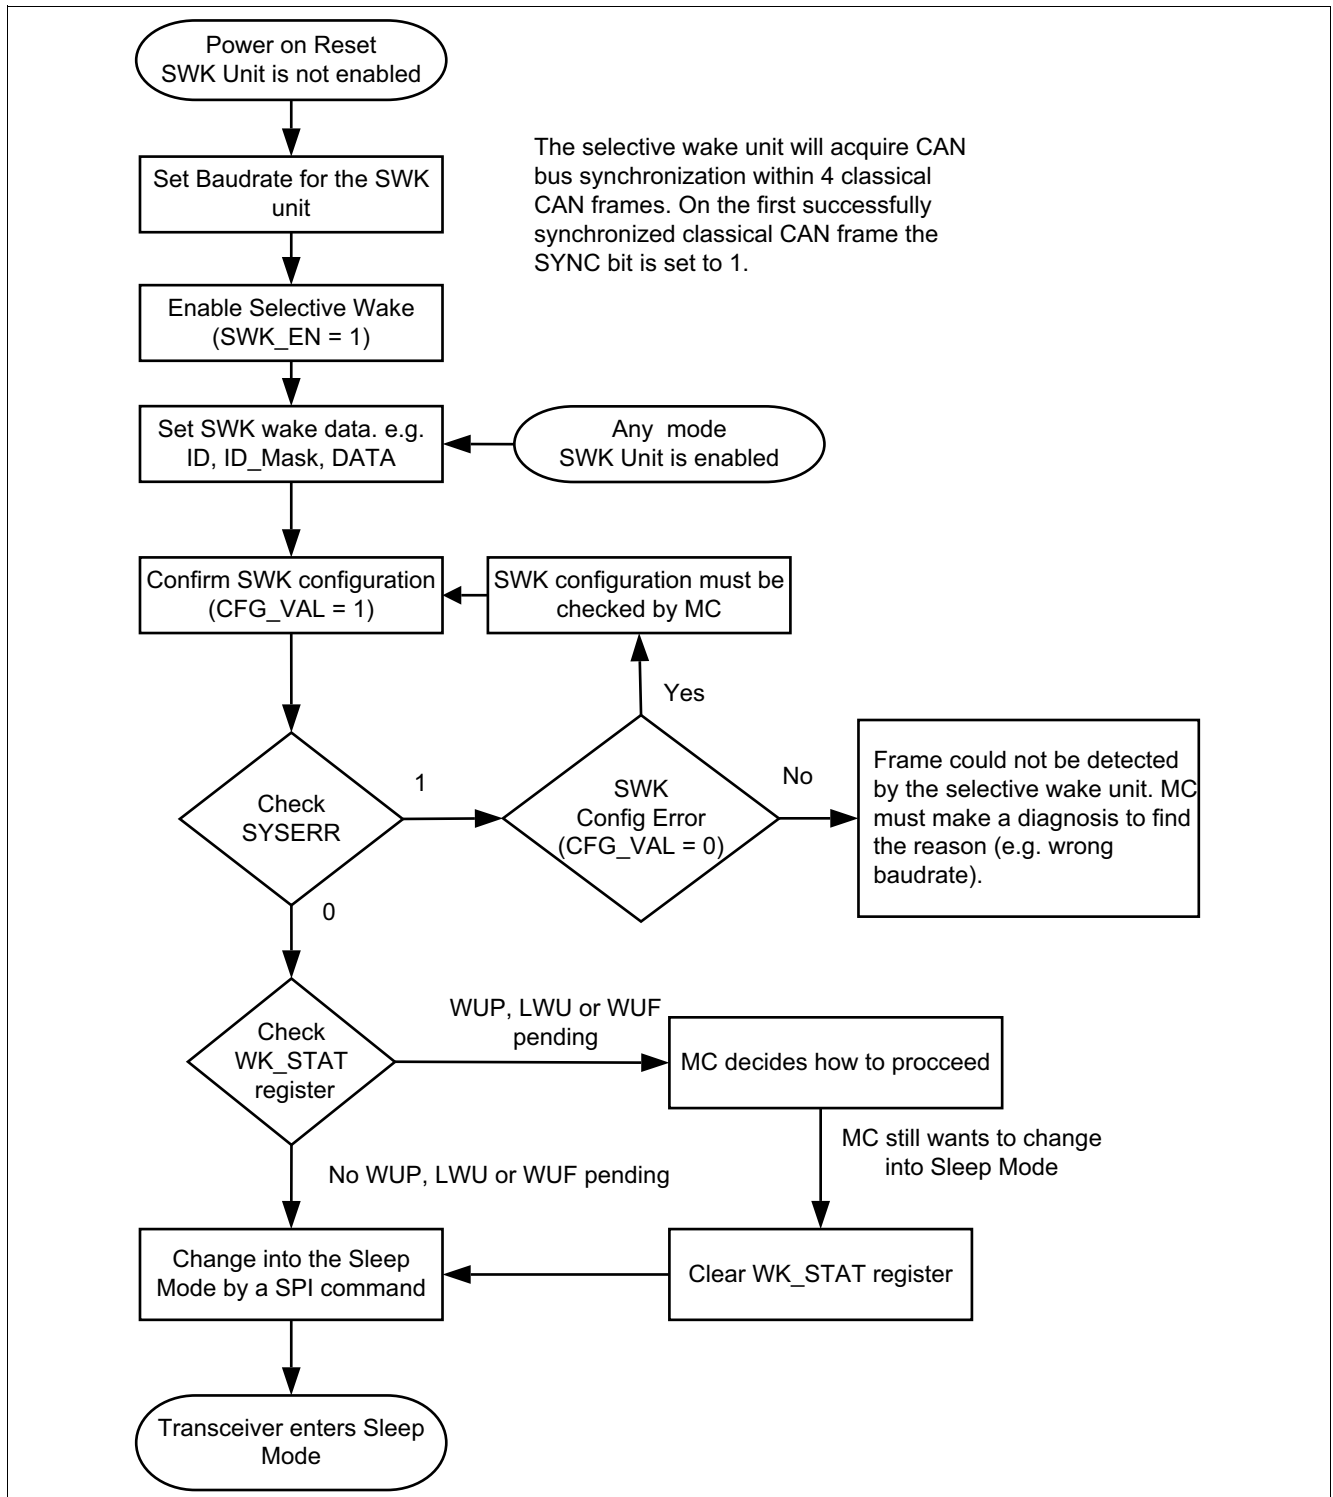 Power on Reset
SWK Unit is not enabled
The selective wake unit will acquire CAN
bus synchronization within 4 classical
CAN frames. On the first successfully
synchronized classical CAN frame the
SYNC bit is set to 1.
Set Baudrate for the SWK
unit
Enable Selective Wake
(SWK_EN = 1)
Set SWK wake data. e.g.
ID, ID_Mask, DATA
Any mode
SWK Unit is enabled
Confirm SWK configuration
(CFG_VAL = 1)
SWK configuration must be
checked by MC
Yes
Check
SYSERR
1
SWK
Config Error
(CFG_VAL = 0)
No
Frame could not be detected
by the selective wake unit. MC
must make a diagnosis to find
the reason (e.g. wrong
baudrate).
0
Check
WK_STAT
register
WUP, LWU or WUF
pending
MC decides how to procceed
MC still wants to change
into Sleep Mode
No WUP, LWU or WUF pending
Change into the Sleep
Mode by a SPI command
Clear WK_STAT register
Transceiver enters Sleep
Mode